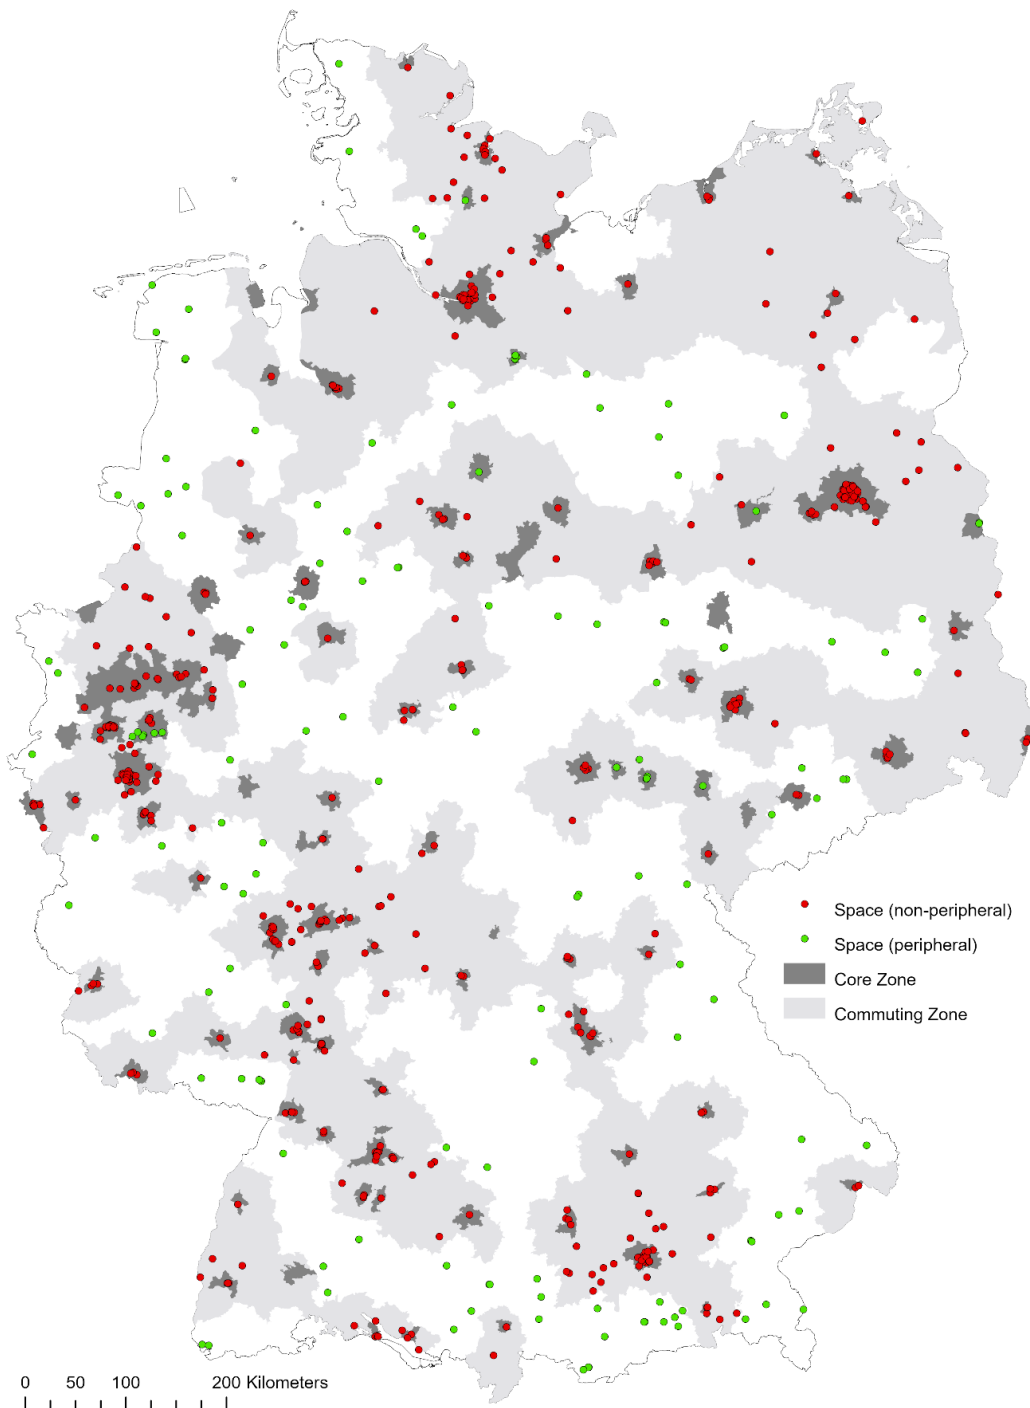 Space (non-peripheral)
Space (peripheral)
Core Zone
Commuting Zone
0 50 100 200 Kilometers